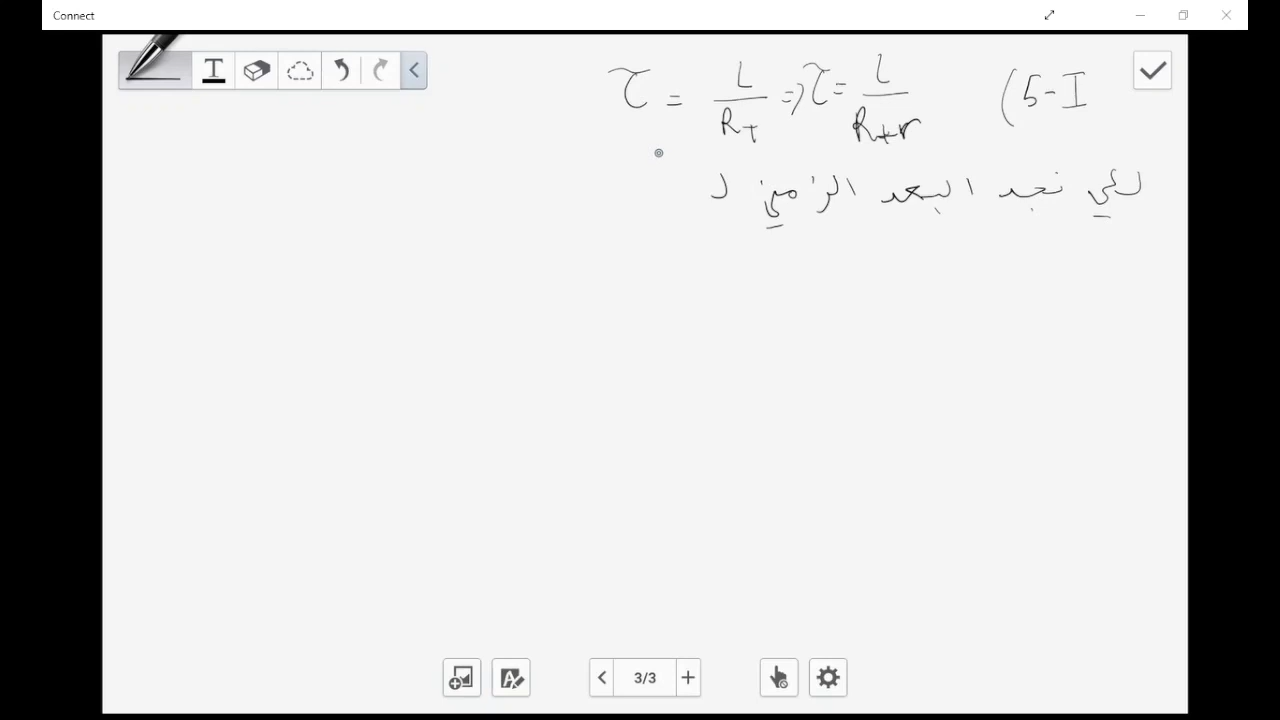 Connect
I-5) τ = L/R_T => τ = L/R+r
لكي نجد البعد الزمني ل
3/3